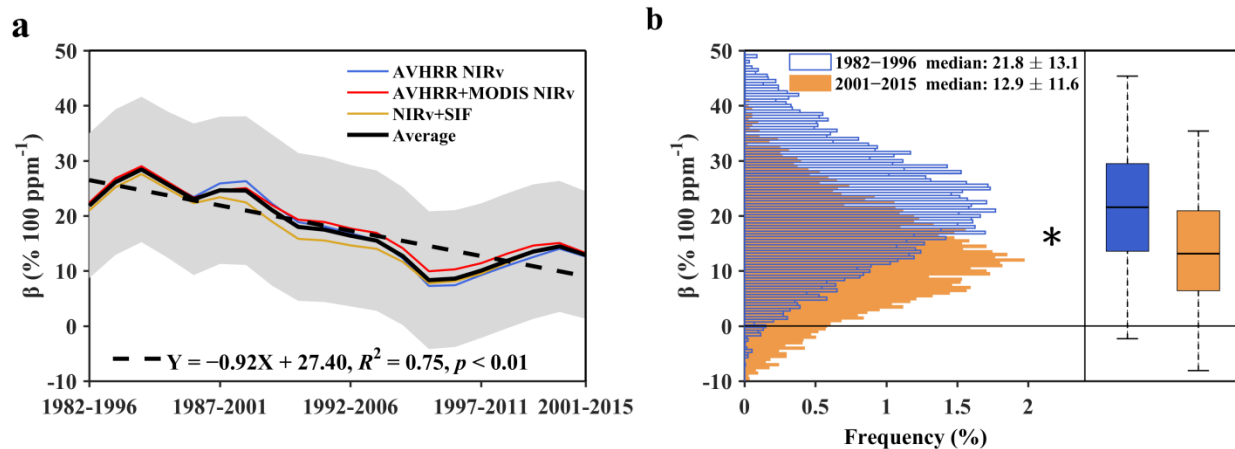 a
50
40
30
20
10
0
-10
β (% 100 ppm⁻¹)
AVHRR NIRv
AVHRR+MODIS NIRv
NIRv+SIF
Average
Y = −0.92X + 27.40, R² = 0.75, p < 0.01
1982-1996
1987-2001
1992-2006
1997-2011
2001-2015
b
50
40
30
20
10
0
-10
β (% 100 ppm⁻¹)
1982−1996 median: 21.8 ± 13.1
2001−2015 median: 12.9 ± 11.6
*
0
0.5
1
1.5
2
Frequency (%)